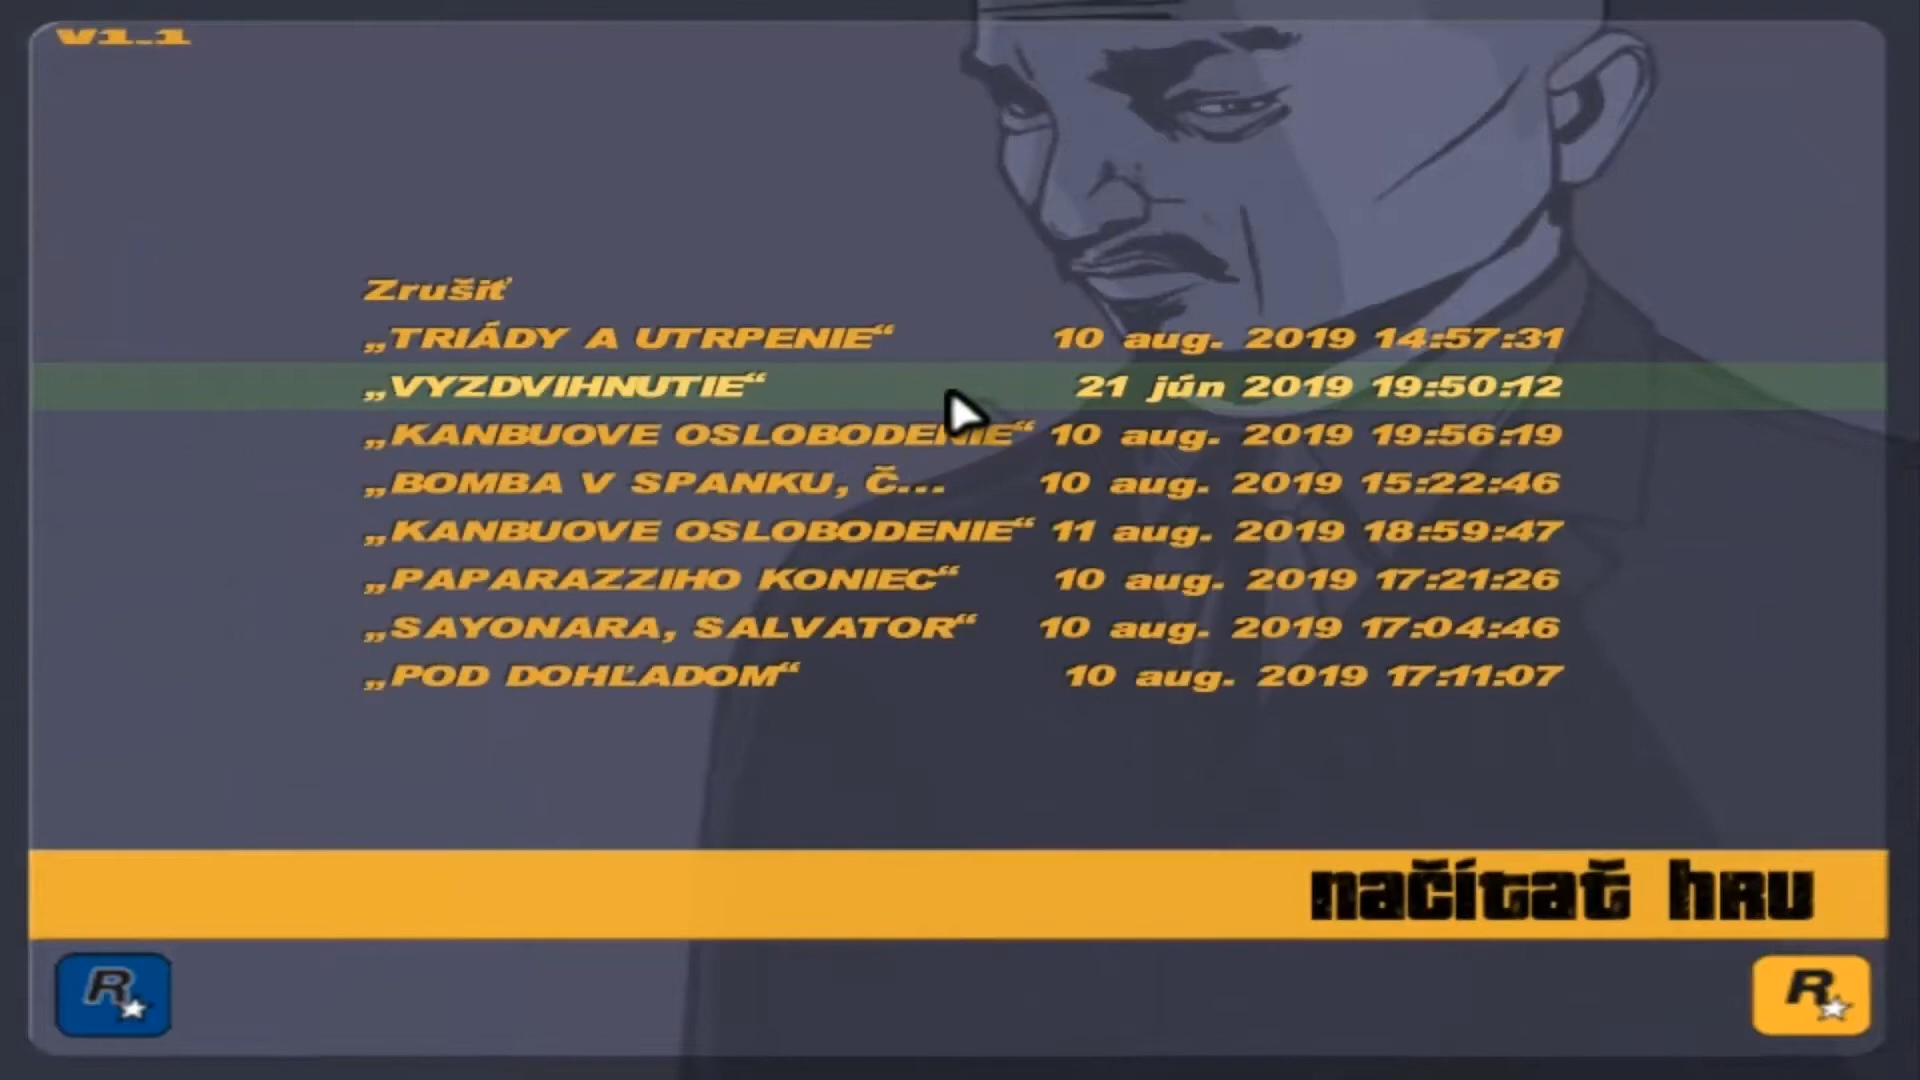 V1.1
Zrušiť
„TRIÁDY A UTRPENIE“ 10 aug. 2019 14:57:31
„VYZDVIHNUTIE“ 21 jún 2019 19:50:12
„KANBUOVE OSLOBODENIE“ 10 aug. 2019 19:56:19
„BOMBA V SPANKU, Č... 10 aug. 2019 15:22:46
„KANBUOVE OSLOBODENIE“ 11 aug. 2019 18:59:47
„PAPARAZZIHO KONIEC“ 10 aug. 2019 17:21:26
„SAYONARA, SALVATOR“ 10 aug. 2019 17:04:46
„POD DOHĽADOM“ 10 aug. 2019 17:11:07
načítať hru
R
R